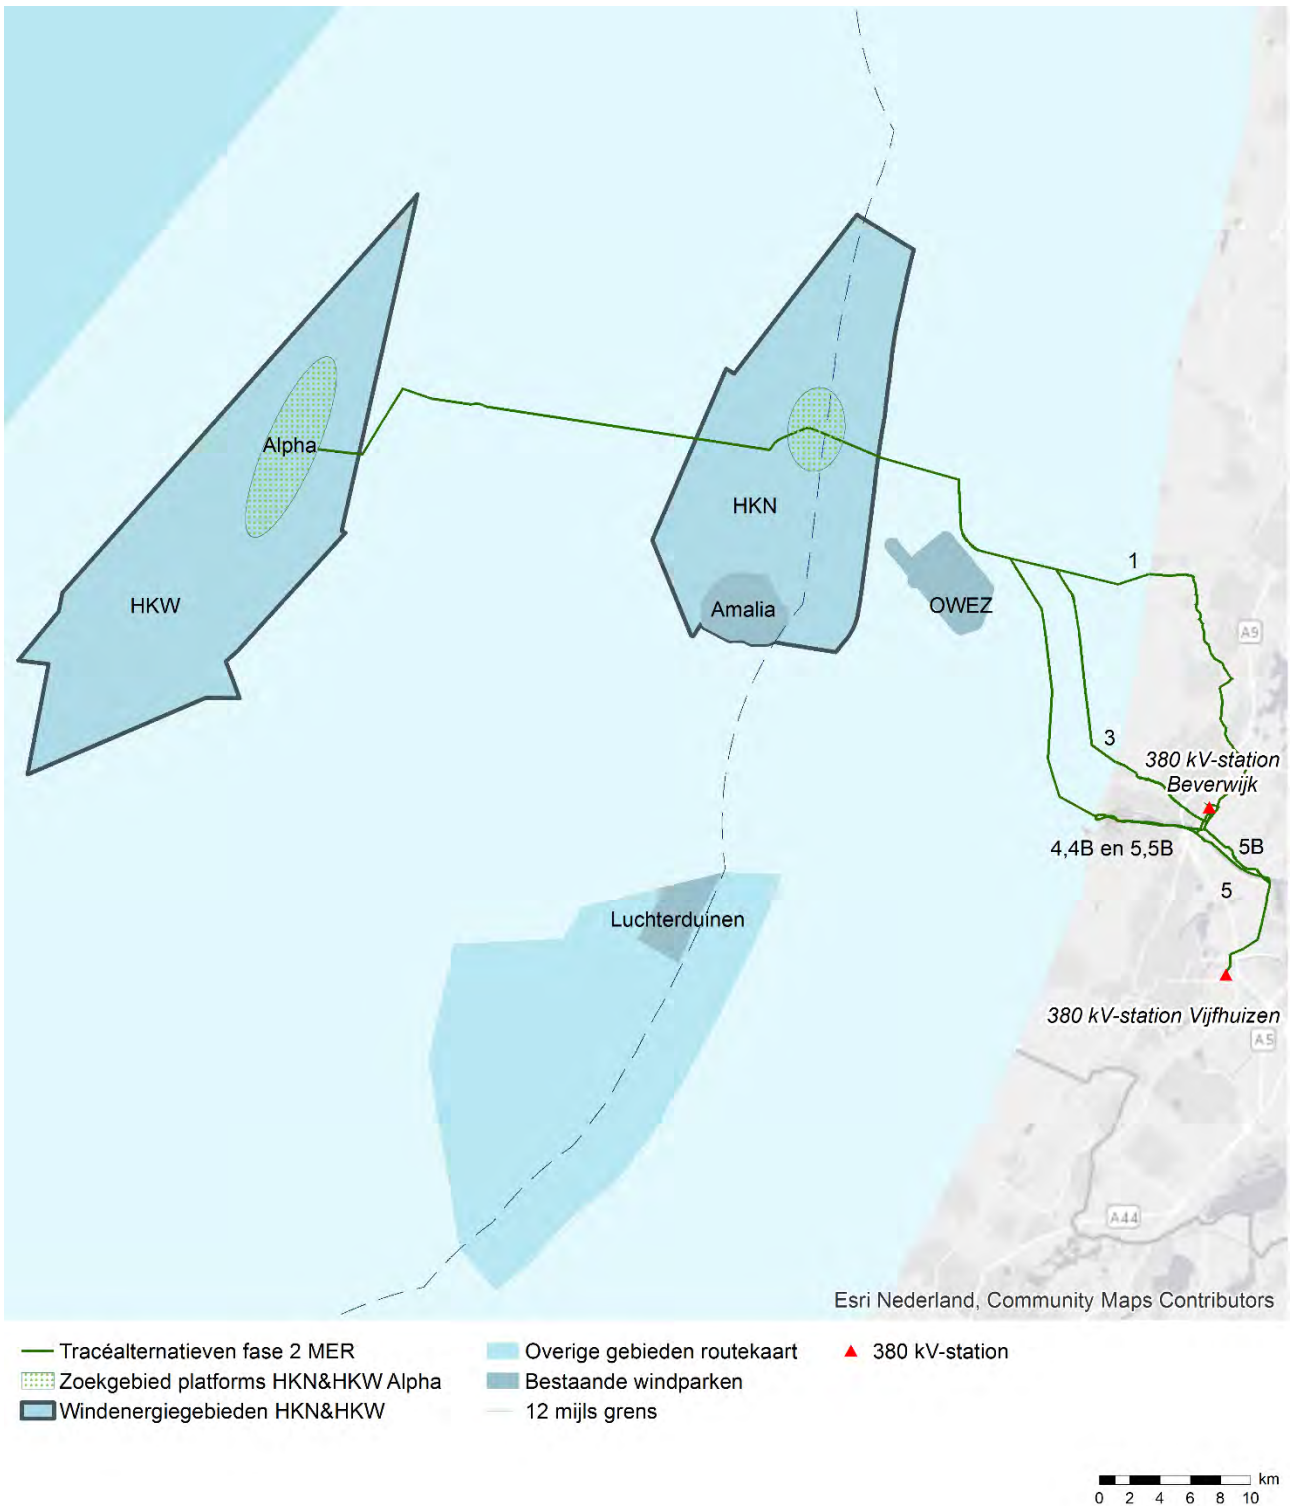 Alpha
HKN
HKW
Amalia
OWEZ
1
A9
3
380 kV-station
Beverwijk
4,4B en 5,5B
5B
5
Luchterduinen
380 kV-station Vijfhuizen
A5
A44
Esri Nederland, Community Maps Contributors
Tracéalternatieven fase 2 MER
Zoekgebied platforms HKN&HKW Alpha
Windenergiegebieden HKN&HKW
Overige gebieden routekaart
Bestaande windparken
12 mijls grens
380 kV-station
km
0 2 4 6 8 10